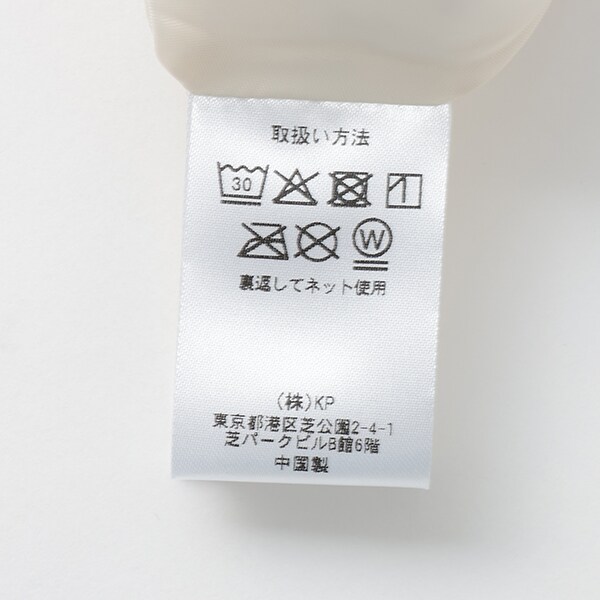 取扱い方法
30
W
裏返してネット使用
(株)KP
東京都港区芝公園2-4-1
芝パークビルB館6階
中国製